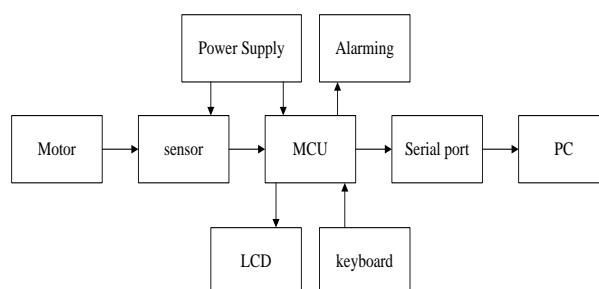 Power Supply
Alarming
Motor
sensor
MCU
Serial port
PC
LCD
keyboard